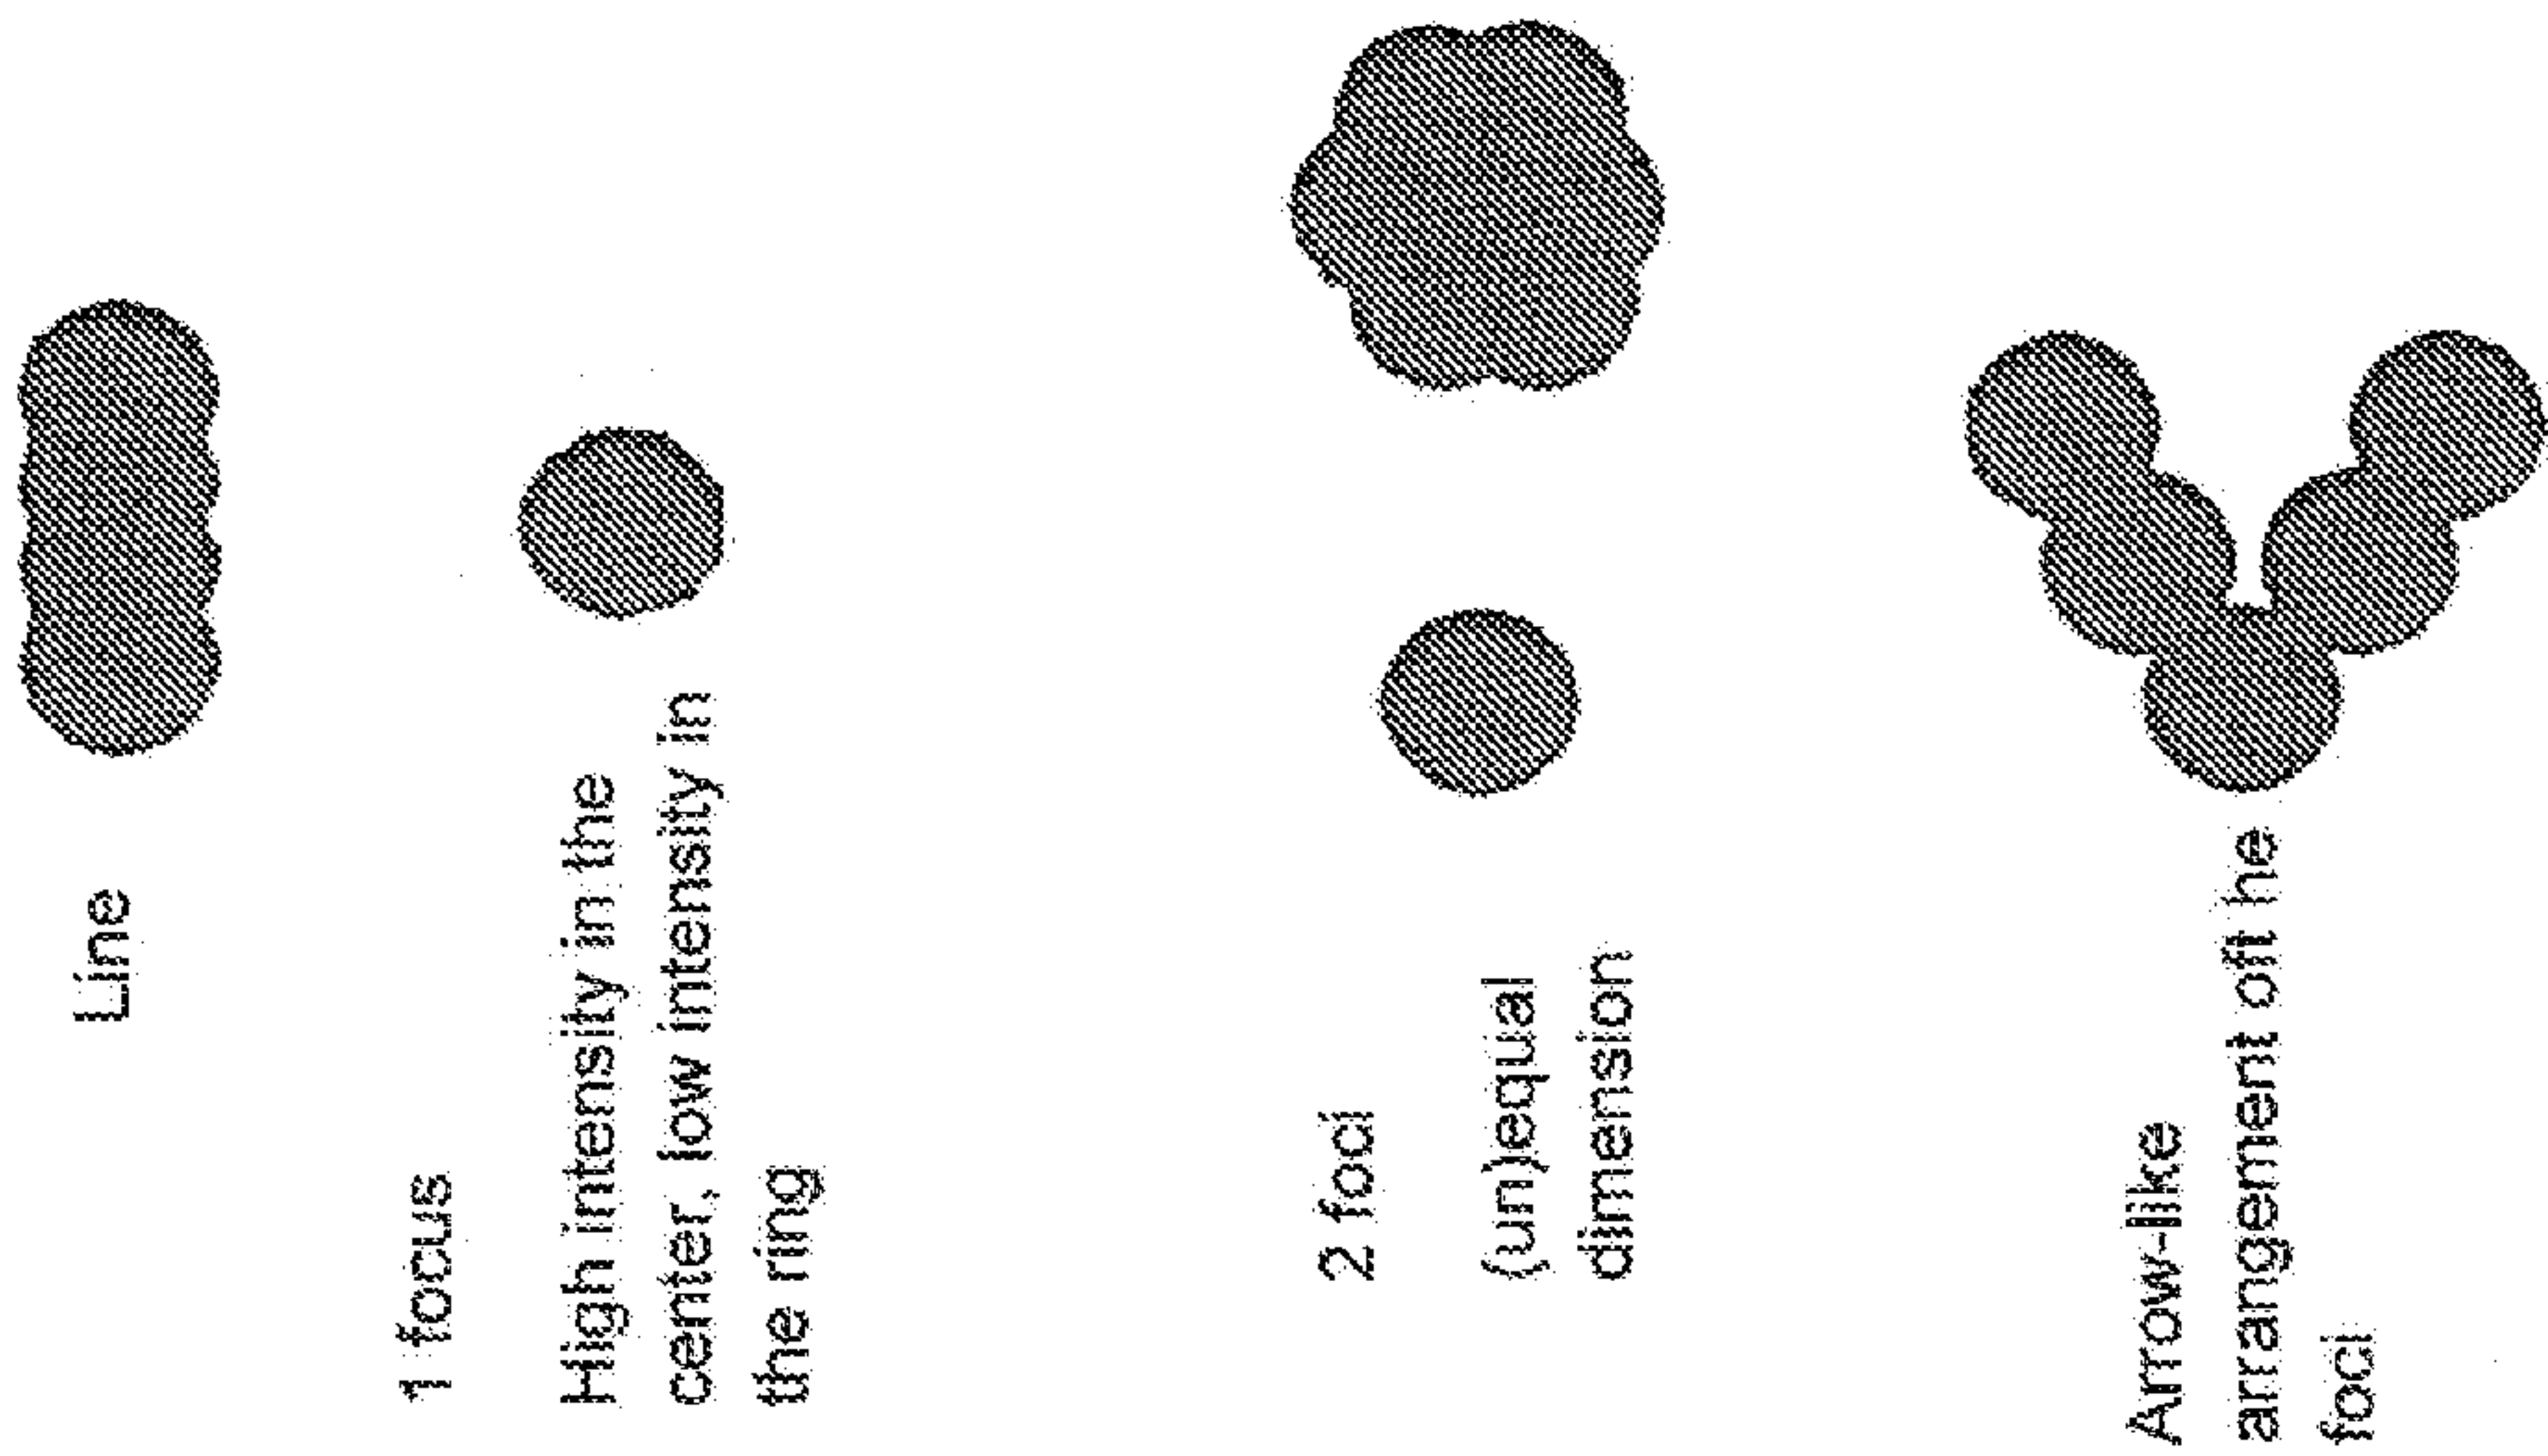 Line
1 focus
High intensity in the
center, low intensity in
the ring
2 foci
(un)equal
dimension
Arrow-like
arrangement oft he
foci